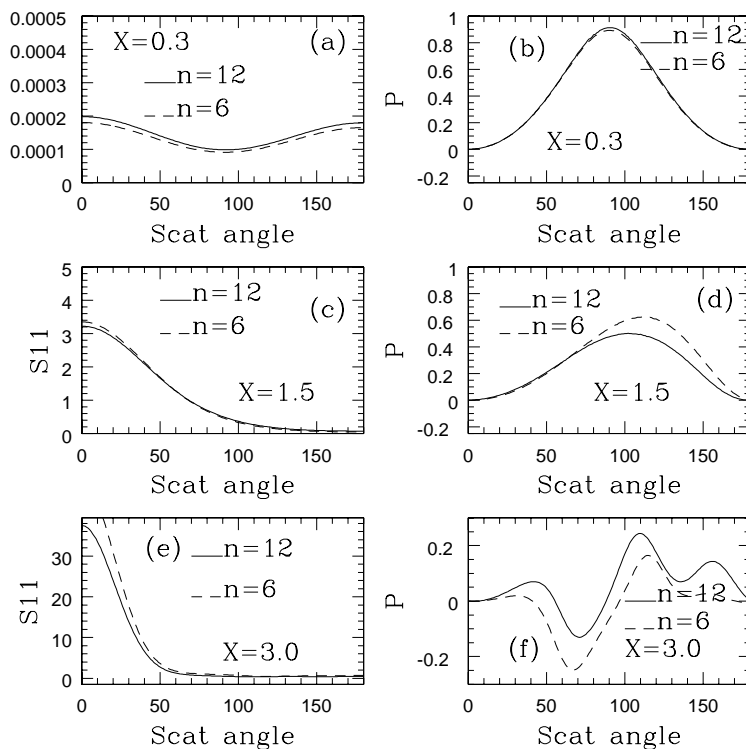 0.0005
0.0004
0.0003
0.0002
0.0001
0
X=0.3
(a)
n=12
n=6
0 50 100 150
Scat angle
1
0.8
0.6
0.4
0.2
0
-0.2
P
(b)
n=12
n=6
X=0.3
0 50 100 150
Scat angle
5
4
3
2
1
0
S11
n=12
n=6
(c)
X=1.5
0 50 100 150
Scat angle
1
0.8
0.6
0.4
0.2
0
-0.2
P
n=12
n=6
(d)
X=1.5
0 50 100 150
Scat angle
30
20
10
0
S11
(e)
n=12
n=6
X=3.0
0 50 100 150
Scat angle
0.2
0
-0.2
P
n=12
n=6
(f)
X=3.0
0 50 100 150
Scat angle